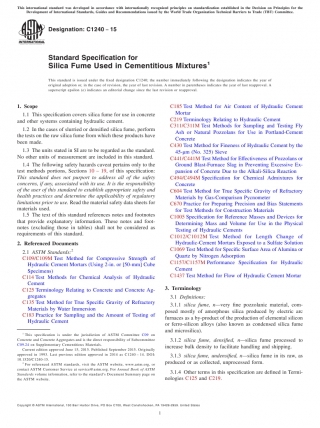 This international standard was developed in accordance with internationally recognized principles on standardization established in the Decision on Principles for the
Development of International Standards, Guides and Recommendations issued by the World Trade Organization Technical Barriers to Trade (TBT) Committee.
Designation: C1240 − 15
INTERNATIONAL
Standard Specification for
Silica Fume Used in Cementitious Mixtures1
This standard is issued under the fixed designation C1240; the number immediately following the designation indicates the year of
original adoption or, in the case of revision, the year of last revision. A number in parentheses indicates the year of last reapproval. A
superscript epsilon (ε) indicates an editorial change since the last revision or reapproval.
1. Scope
1.1 This specification covers silica fume for use in concrete
and other systems containing hydraulic cement.
1.2 In the cases of slurried or densified silica fume, perform
the tests on the raw silica fume from which these products have
been made.
1.3 The values stated in SI units are to be regarded as the standard.
No other units of measurement are included in this standard.
1.4 The following safety hazards caveat pertains only to the
test methods portions, Sections 10 – 19, of this specification:
This standard does not purport to address all of the safety
concerns, if any, associated with its use. It is the responsibility
of the user of this standard to establish appropriate safety and
health practices and determine the applicability of regulatory
limitations prior to use. Read the material safety data sheets for
materials used.
1.5 The text of this standard references notes and footnotes
that provide explanatory information. These notes and foot-
notes (excluding those in tables) shall not be considered as
requirements of this standard.
2. Referenced Documents
2.1 ASTM Standards:2
C109/C109M Test Method for Compressive Strength of
Hydraulic Cement Mortars (Using 2-in. or [50-mm] Cube
Specimens)
C114 Test Methods for Chemical Analysis of Hydraulic
Cement
C125 Terminology Relating to Concrete and Concrete Ag-
gregates
C135 Test Method for True Specific Gravity of Refractory
Materials by Water Immersion
C183 Practice for Sampling and the Amount of Testing of
Hydraulic Cement
1 This specification is under the jurisdiction of ASTM Committee C09 on
Concrete and Concrete Aggregates and is the direct responsibility of Subcommittee
C09.24 on Supplementary Cementitious Materials.
approved in 1993. Last previous edition approved in 2014 as C1240 – 14. DOI:
10.1520/C1240-15.
2 For referenced ASTM standards, visit the ASTM website, www.astm.org, or
contact ASTM Customer Service at service@astm.org. For Annual Book of ASTM
Standards volume information, refer to the standard's Document Summary page on
the ASTM website.
C185 Test Method for Air Content of Hydraulic Cement
Mortar
C219 Terminology Relating to Hydraulic Cement
C311/C311M Test Methods for Sampling and Testing Fly
Ash or Natural Pozzolans for Use in Portland-Cement
Concrete
C430 Test Method for Fineness of Hydraulic Cement by the
45-µm (No. 325) Sieve
C441/C441M Test Method for Effectiveness of Pozzolans or
Ground Blast-Furnace Slag in Preventing Excessive Ex-
pansion of Concrete Due to the Alkali-Silica Reaction
C494/C494M Specification for Chemical Admixtures for
Concrete
C604 Test Method for True Specific Gravity of Refractory
Materials by Gas-Comparison Pycnometer
C670 Practice for Preparing Precision and Bias Statements
for Test Methods for Construction Materials
C1005 Specification for Reference Masses and Devices for
Determining Mass and Volume for Use in the Physical
Testing of Hydraulic Cements
C1012/C1012M Test Method for Length Change of
Hydraulic-Cement Mortars Exposed to a Sulfate Solution
C1069 Test Method for Specific Surface Area of Alumina or
Quartz by Nitrogen Adsorption
C1157/C1157M Performance Specification for Hydraulic
Cement
C1437 Test Method for Flow of Hydraulic Cement Mortar
3. Terminology
3.1 Definitions:
3.1.1 silica fume, n—very fine pozzolanic material, com-
posed mostly of amorphous silica produced by electric arc
furnaces as a by-product of the production of elemental silicon
or ferro-silicon alloys (also known as condensed silica fume
and microsilica).
3.1.2 silica fume, densified, n—silica fume processed to
increase bulk density to facilitate handling and shipping.
3.1.3 silica fume, undensified, n—silica fume in its raw, as
produced or as collected, unprocessed form.
3.1.4 Other terms in this specification are defined in Termi-
nologies C125 and C219.
1